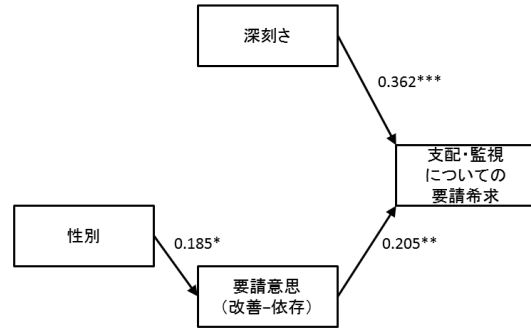 深刻さ
0.362***
支配・監視
についての
要請希求
性別
0.185*
0.205**
要請意思
（改善−依存）